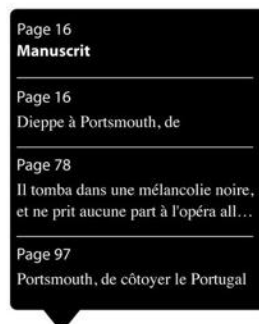 Page 16
Manuscrit
Page 16
Dieppe à Portsmouth, de
Page 78
Il tomba dans une mélancolie noire,
et ne prit aucune part à l'opéra all…
Page 97
Portsmouth, de côtoyer le Portugal